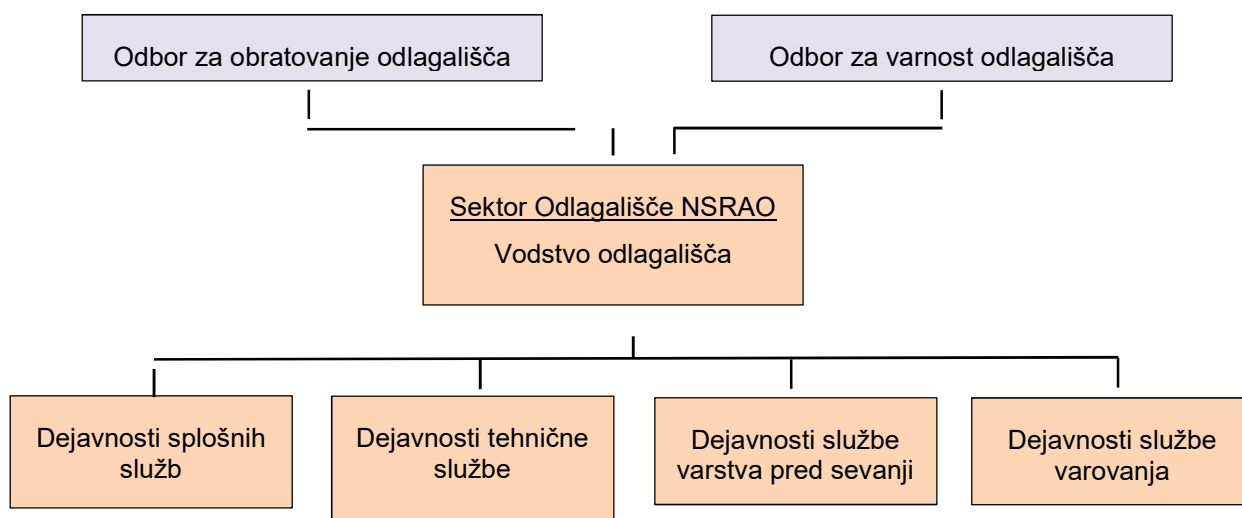 Odbor za obratovanje odlagališča
Odbor za varnost odlagališča
Sektor Odlagališče NSRAO
Vodstvo odlagališča
Dejavnosti splošnih
služb
Dejavnosti tehnične
službe
Dejavnosti službe
varstva pred sevanji
Dejavnosti službe
varovanja